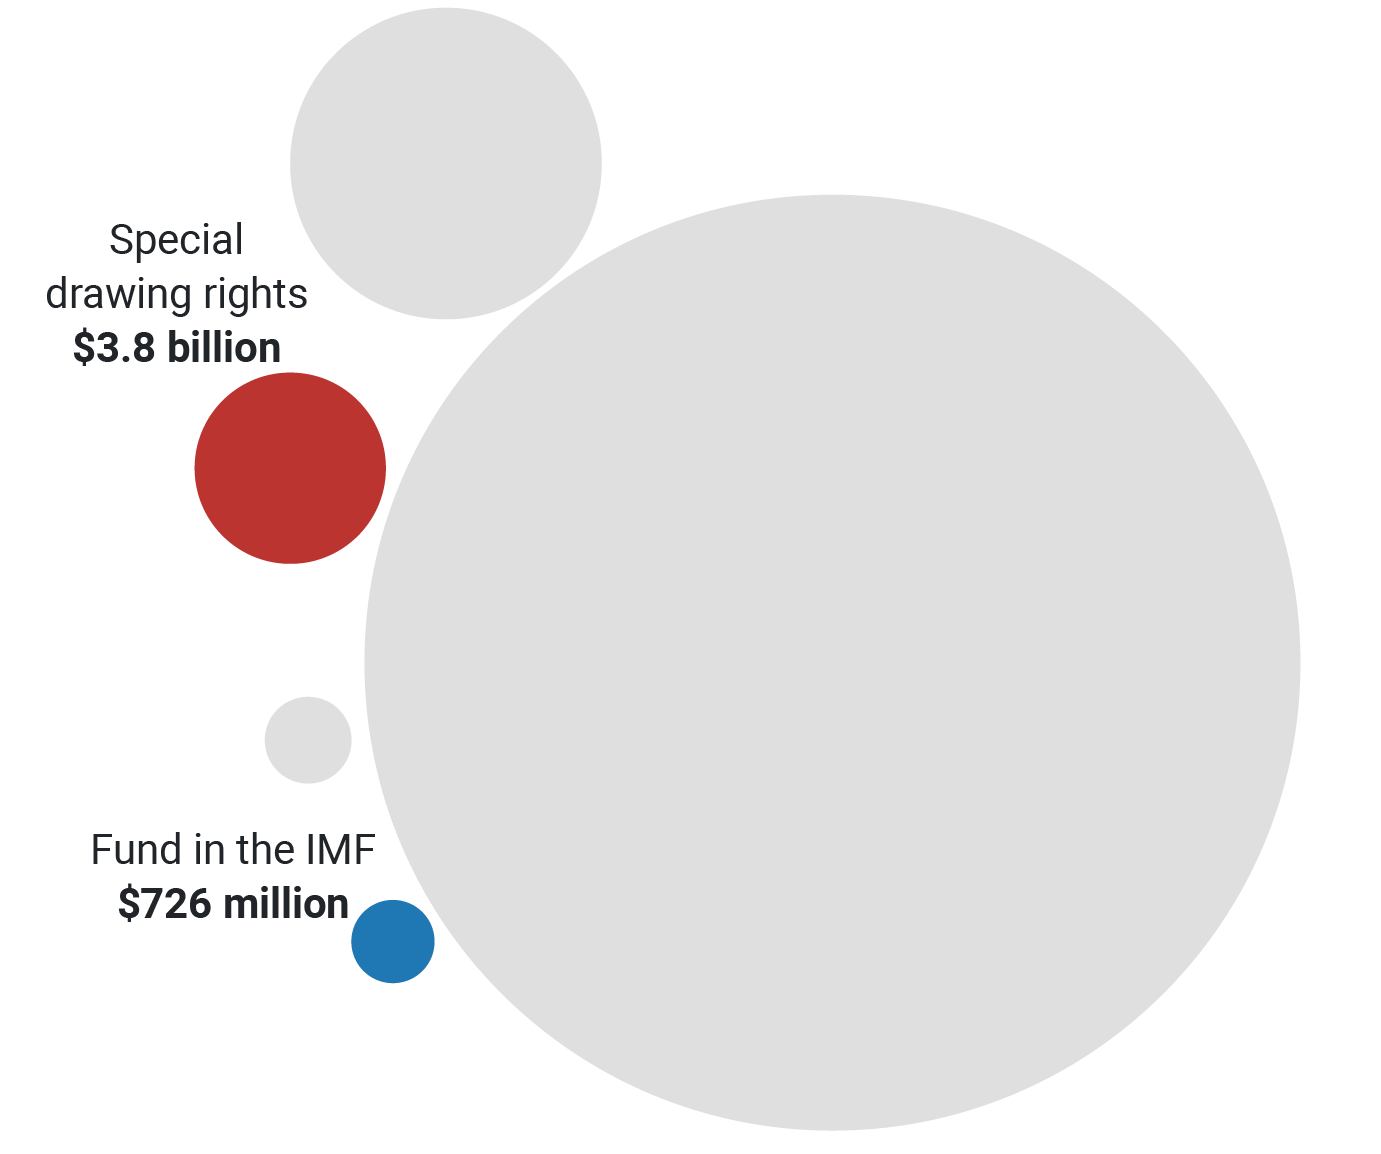 Special
drawing rights
$3.8 billion
Fund in the IMF
$726 million